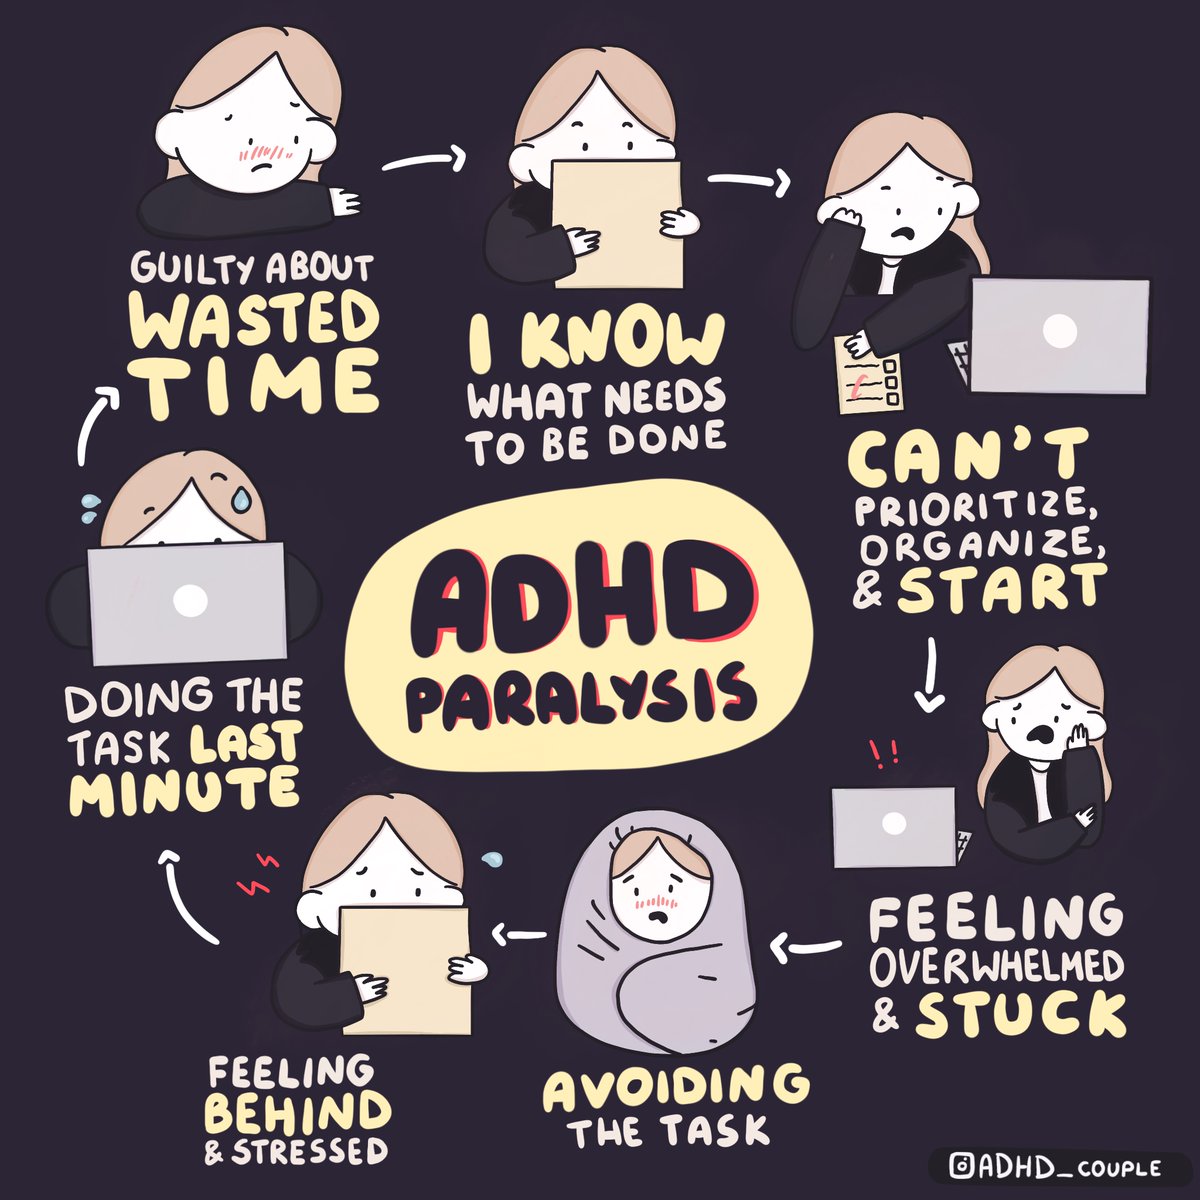 GUILTY ABOUT
WASTED
TIME
I KNOW
WHAT NEEDS
TO BE DONE
CAN'T
PRIORITIZE,
ORGANIZE,
& START
ADHD
PARALYSIS
FEELING
OVERWHELMED
& STUCK
AVOIDING
THE TASK
FEELING
BEHIND
& STRESSED
DOING THE
TASK LAST
MINUTE
!!
ADHD_COUPLE